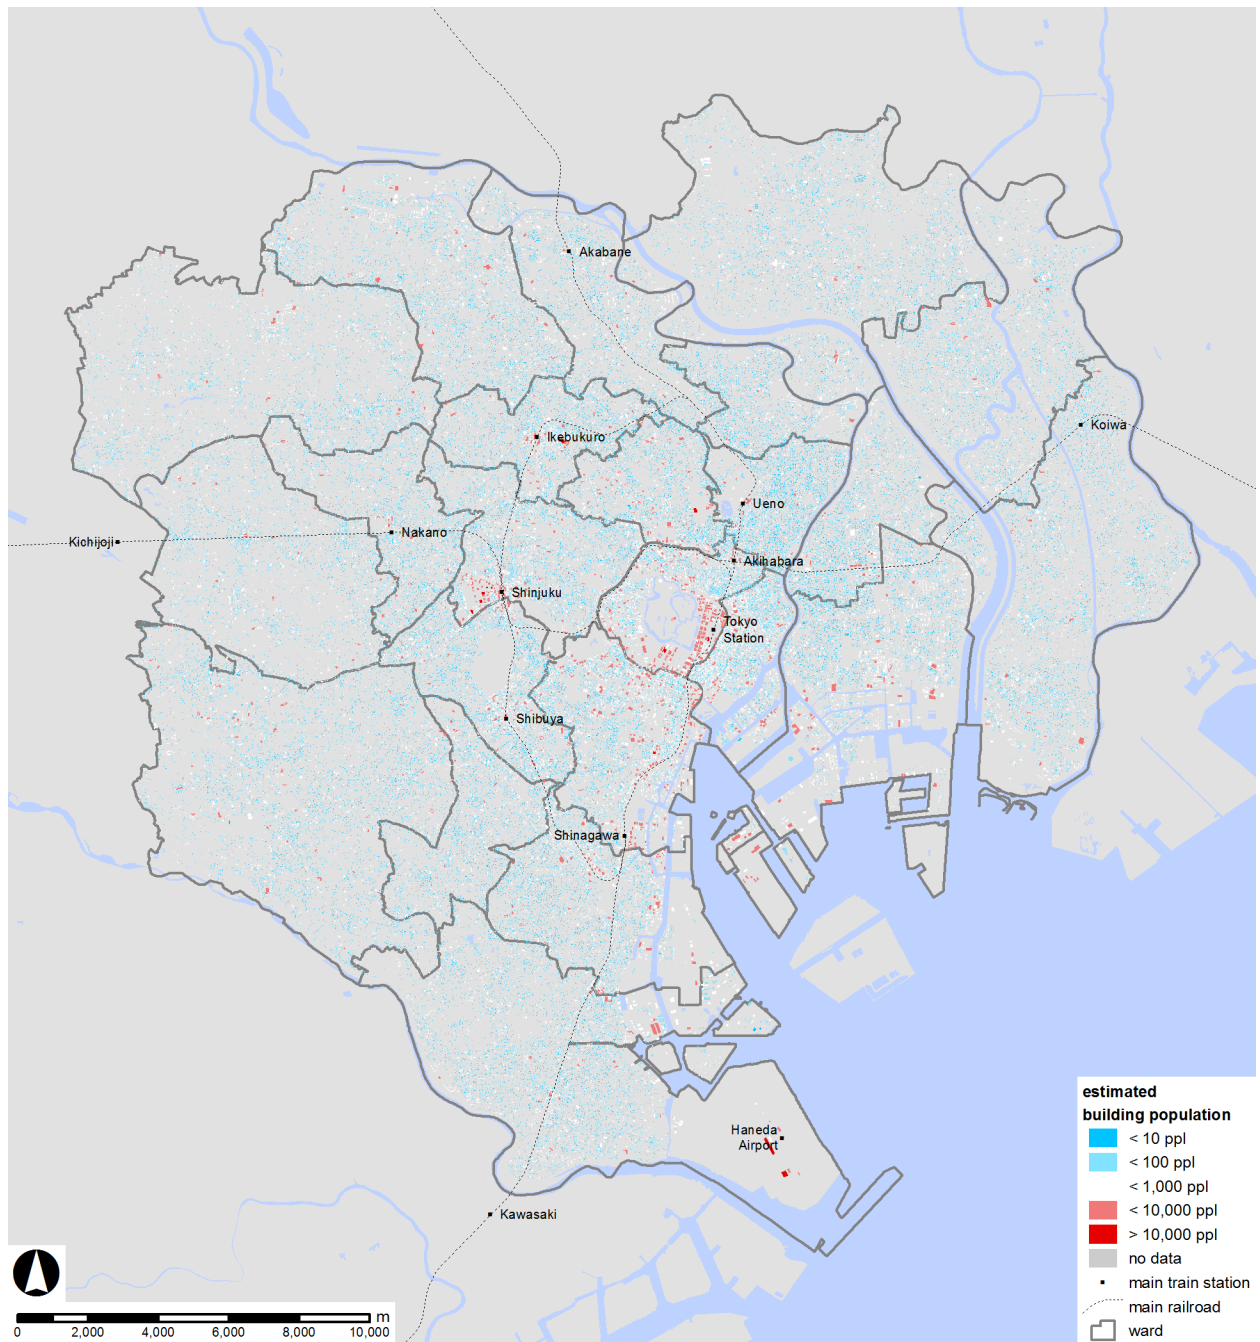 Akabane
Ikebukuro
Koiwa
Ueno
Nakano
Kichijoji
Akihabara
Shinjuku
Tokyo
Station
Shibuya
Shinagawa
Haneda
Airport
Kawasaki
estimated
building population
< 10 ppl
< 100 ppl
< 1,000 ppl
< 10,000 ppl
> 10,000 ppl
no data
main train station
main railroad
ward
m
0 2,000 4,000 6,000 8,000 10,000